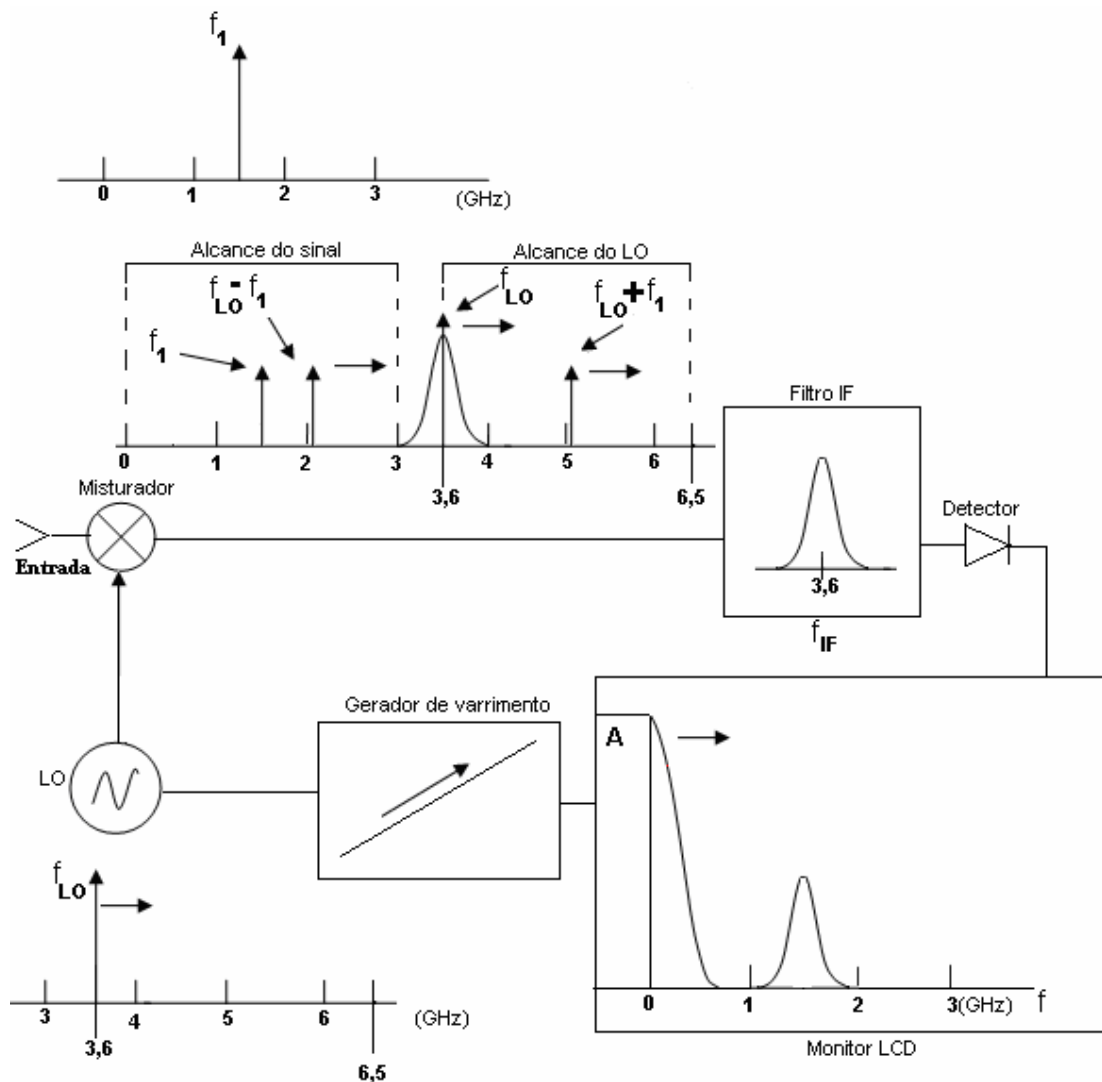 f1
0 1 2 3
(GHz)
Alcance do sinal
Alcance do LO
fLO- f1
fLO
fLO+f1
f1
0 1 2 3 4 5 6
3,6
6,5
Misturador
Filtro IF
Detector
Entrada
3,6
fIF
Gerador de varrimento
LO
A
fLO
0 1 2 3(GHz) f
3 4 5 6 (GHz)
3,6
6,5
Monitor LCD